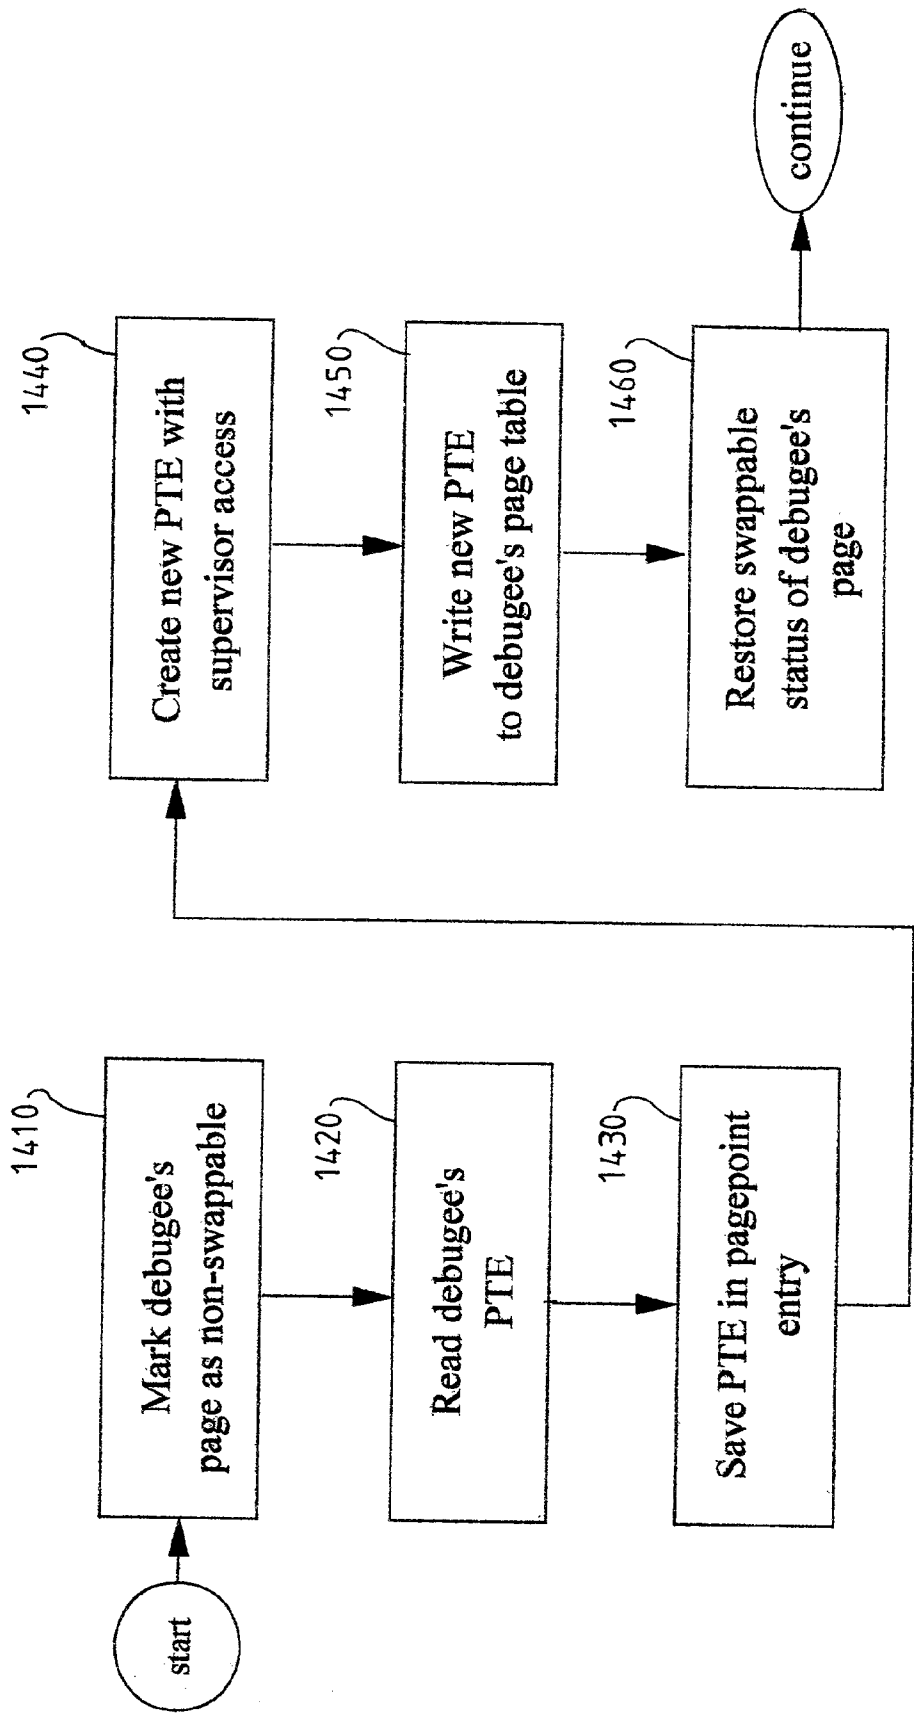 start
1410
Mark debugee's
page as non-swappable
1420
Read debugee's
PTE
1430
Save PTE in pagepoint
entry
1440
Create new PTE with
supervisor access
1450
Write new PTE
to debugee's page table
1460
Restore swappable
status of debugee's
page
continue